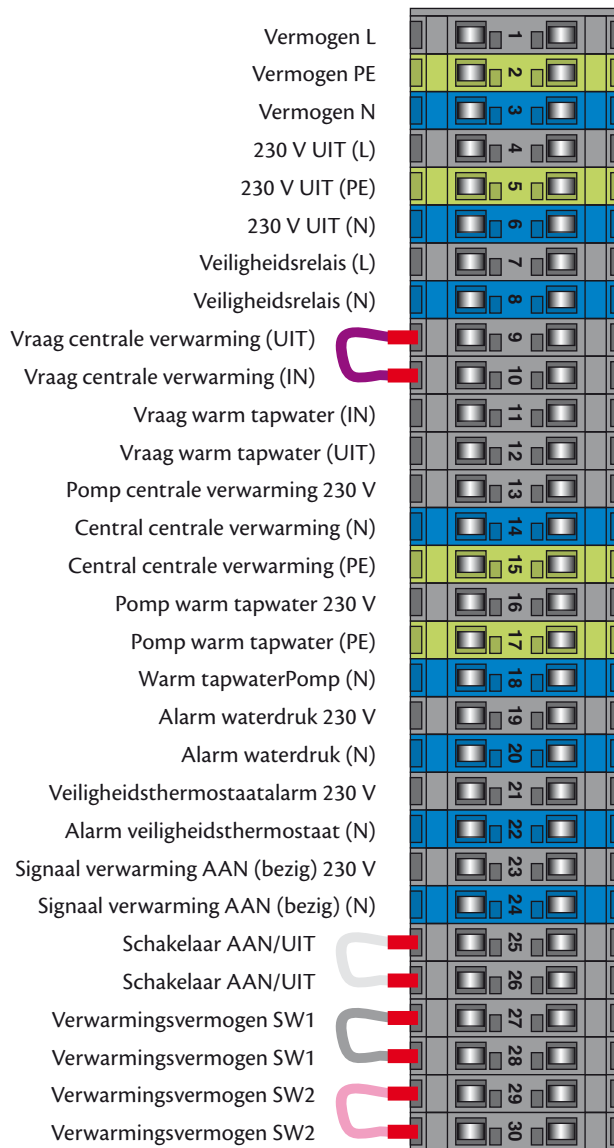 Vermogen L 1
Vermogen PE 2
Vermogen N 3
230 V UIT (L) 4
230 V UIT (PE) 5
230 V UIT (N) 6
Veiligheidsrelais (L) 7
Veiligheidsrelais (N) 8
Vraag centrale verwarming (UIT) 9
Vraag centrale verwarming (IN) 10
Vraag warm tapwater (IN) 11
Vraag warm tapwater (UIT) 12
Pomp centrale verwarming 230 V 13
Central centrale verwarming (N) 14
Central centrale verwarming (PE) 15
Pomp warm tapwater 230 V 16
Pomp warm tapwater (PE) 17
Warm tapwaterPomp (N) 18
Alarm waterdruk 230 V 19
Alarm waterdruk (N) 20
Veiligheidsthermostaatalarm 230 V 21
Alarm veiligheidsthermostaat (N) 22
Signaal verwarming AAN (bezig) 230 V 23
Signaal verwarming AAN (bezig) (N) 24
Schakelaar AAN/UIT 25
Schakelaar AAN/UIT 26
Verwarmingsvermogen SW1 27
Verwarmingsvermogen SW1 28
Verwarmingsvermogen SW2 29
Verwarmingsvermogen SW2 30